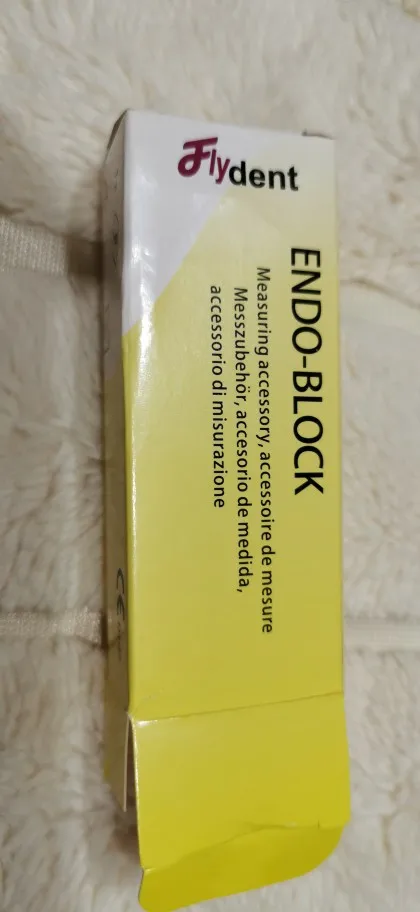 Flydent
ENDO-BLOCK
Measuring accessory, accessoire de mesure
Messzubehör, accesorio de medida,
accessorio di misurazione
CE